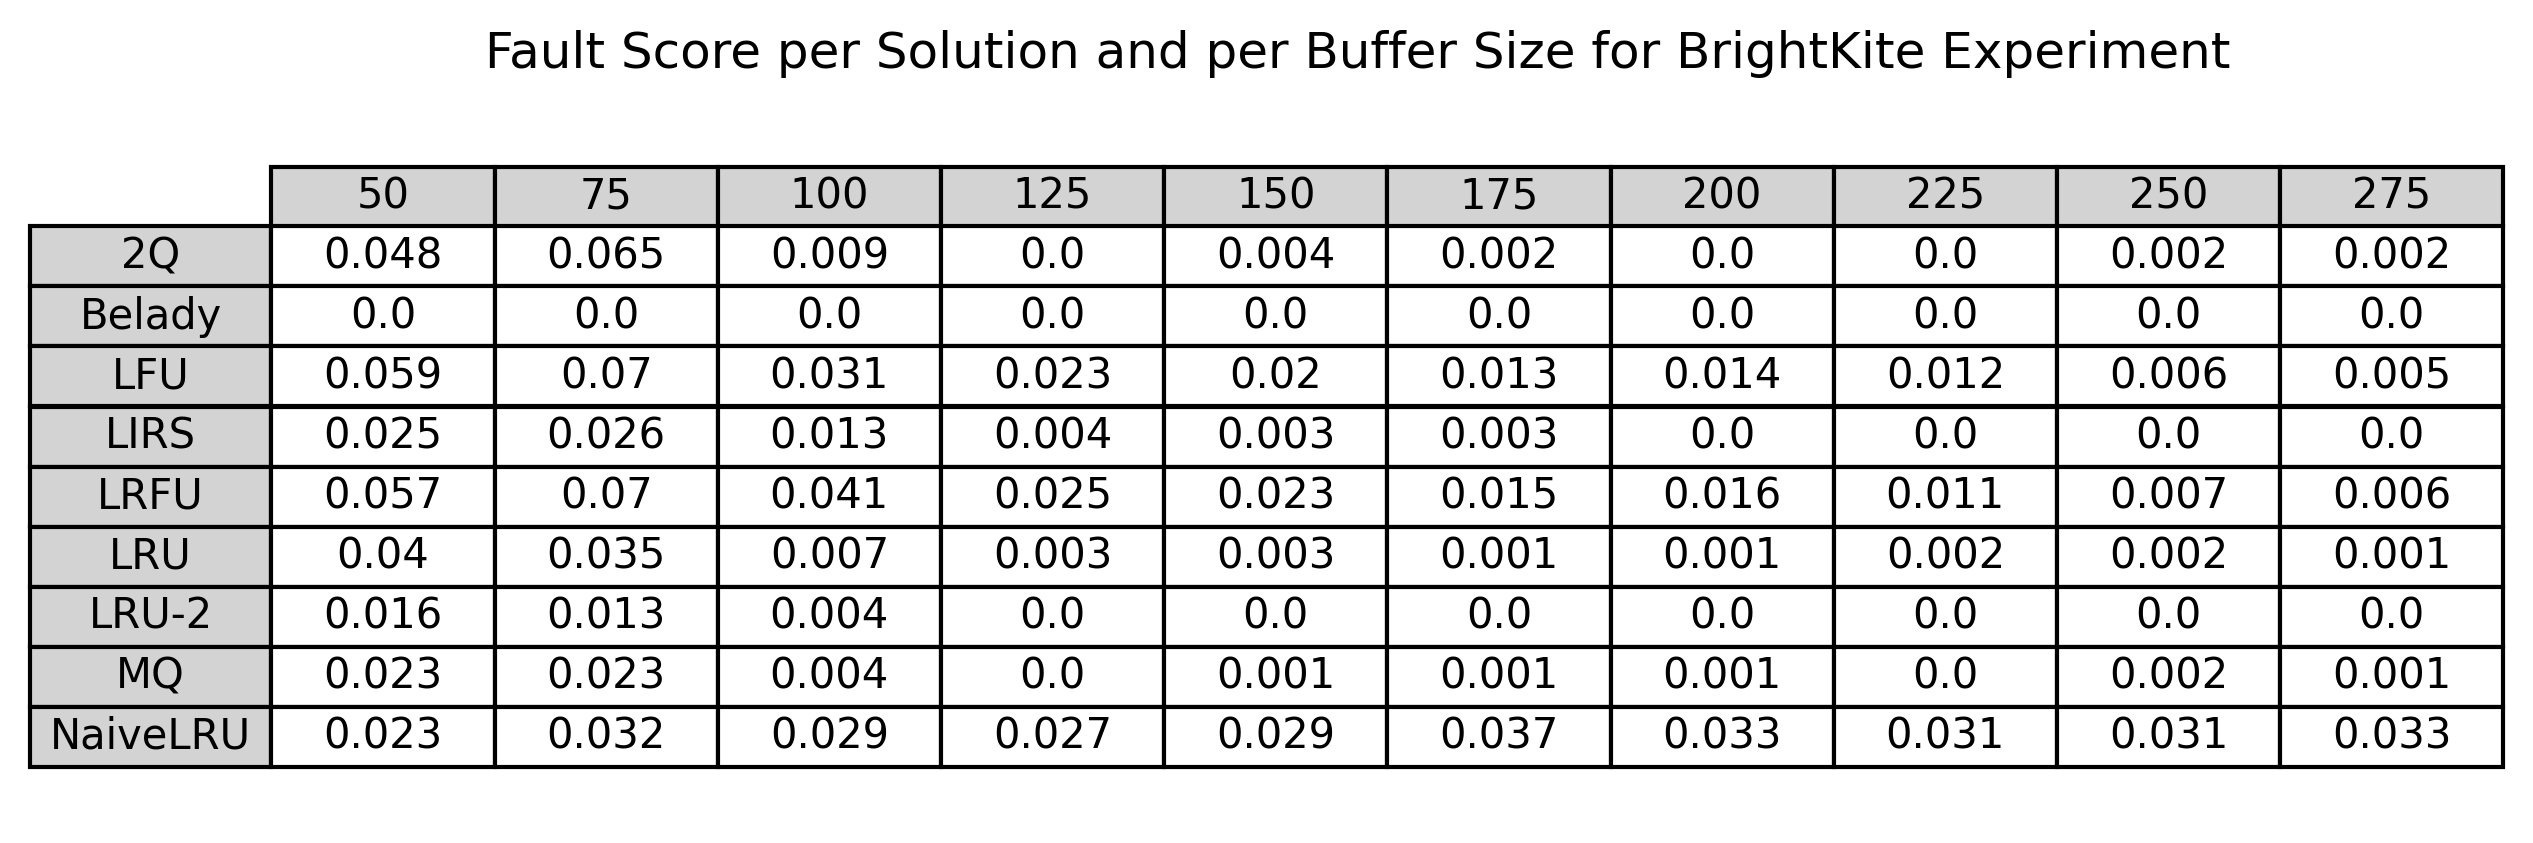 Fault Score per Solution and per Buffer Size for BrightKite Experiment
50 75 100 125 150 175 200 225 250 275
2Q 0.048 0.065 0.009 0.0 0.004 0.002 0.0 0.0 0.002 0.002
Belady 0.0 0.0 0.0 0.0 0.0 0.0 0.0 0.0 0.0 0.0
LFU 0.059 0.07 0.031 0.023 0.02 0.013 0.014 0.012 0.006 0.005
LIRS 0.025 0.026 0.013 0.004 0.003 0.003 0.0 0.0 0.0 0.0
LRFU 0.057 0.07 0.041 0.025 0.023 0.015 0.016 0.011 0.007 0.006
LRU 0.04 0.035 0.007 0.003 0.003 0.001 0.001 0.002 0.002 0.001
LRU-2 0.016 0.013 0.004 0.0 0.0 0.0 0.0 0.0 0.0 0.0
MQ 0.023 0.023 0.004 0.0 0.001 0.001 0.001 0.0 0.002 0.001
NaiveLRU 0.023 0.032 0.029 0.027 0.029 0.037 0.033 0.031 0.031 0.033